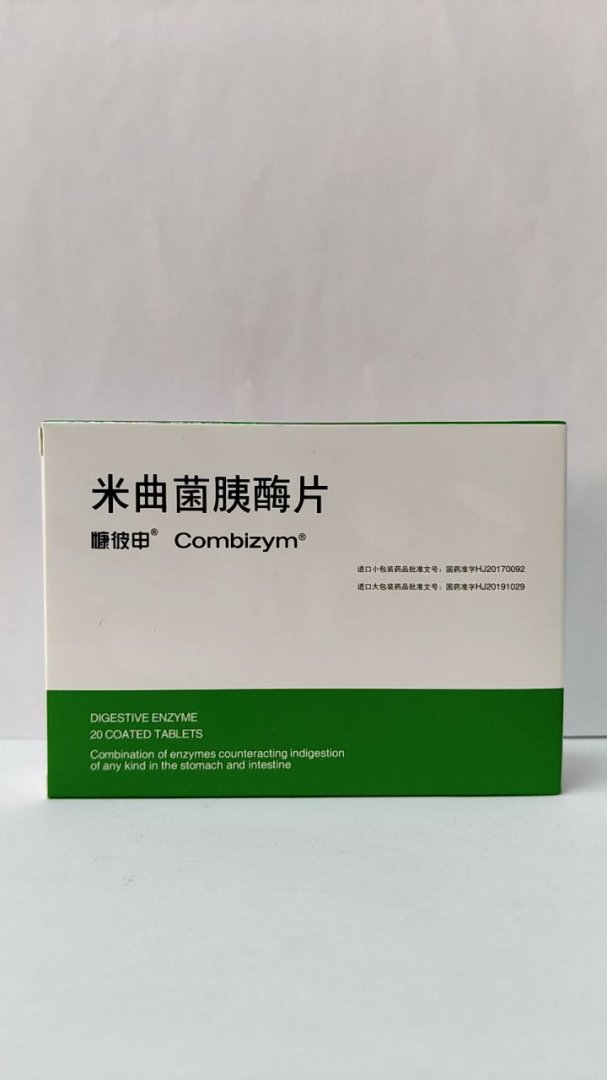 米曲菌胰酶片
慷彼申® Combizym®
进口小包装药品批准文号：国药准字HJ20170092
进口大包装药品批准文号：国药准字HJ20191029
DIGESTIVE ENZYME
20 COATED TABLETS
Combination of enzymes counteracting indigestion
of any kind in the stomach and intestine